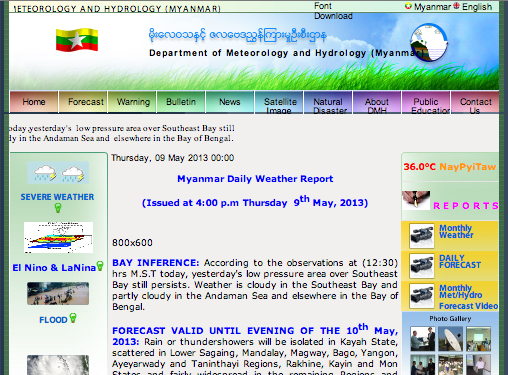 METEOROLOGY AND HYDROLOGY (MYANMAR)
Font
Download
Myanmar English
မိုးလေဝသနှင့် ဇလဗေဒညွှန်ကြားမှုဦးစီးဌာန
Department of Meteorology and Hydrology (Myanmar)
Home Forecast Warning Bulletin News Satellite Image Natural Disaster About DMH Public Education Contact Us
today,yesterday's low pressure area over Southeast Bay still
dy in the Andaman Sea and elsewhere in the Bay of Bengal.
Thursday, 09 May 2013 00:00
Myanmar Daily Weather Report
(Issued at 4:00 p.m Thursday 9th May, 2013)
800x600
BAY INFERENCE: According to the observations at (12:30)
hrs M.S.T today, yesterday's low pressure area over Southeast
Bay still persists. Weather is cloudy in the Southeast Bay and
partly cloudy in the Andaman Sea and elsewhere in the Bay of
Bengal.
FORECAST VALID UNTIL EVENING OF THE 10th May,
2013: Rain or thundershowers will be isolated in Kayah State,
scattered in Lower Sagaing, Mandalay, Magway, Bago, Yangon,
Ayeyarwady and Taninthayi Regions, Rakhine, Kayin and Mon
States and fairly widespread in the remaining Regions and
SEVERE WEATHER
El Nino & LaNina
FLOOD
36.0°C NayPyiTaw
REPORTS
Monthly
Weather
DAILY
FORECAST
Monthly
Met/Hydro
Forecast Video
Photo Gallery